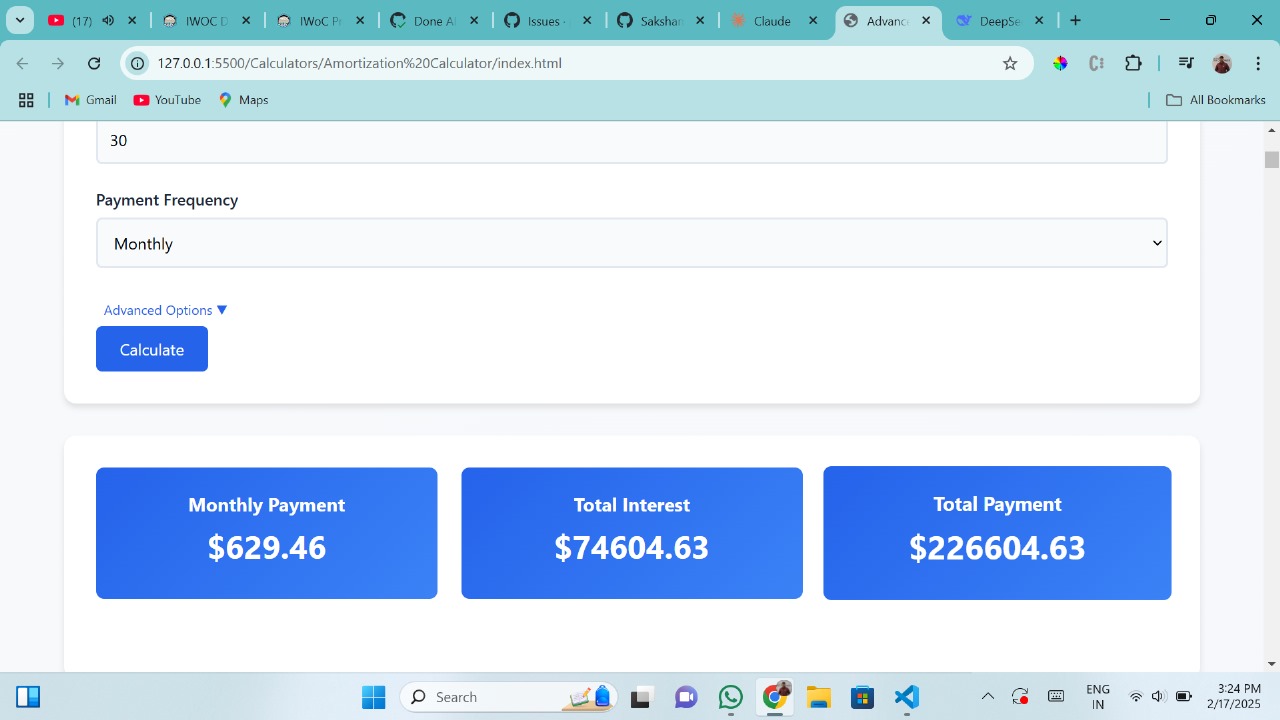 (17)
IWOC D
IWoC Pr
Done Al
Issues ·
Saksham
Claude
Advanc
DeepSe
127.0.0.1:5500/Calculators/Amortization%20Calculator/index.html
Gmail
YouTube
Maps
All Bookmarks
30
Payment Frequency
Monthly
Advanced Options ▼
Calculate
Monthly Payment
$629.46
Total Interest
$74604.63
Total Payment
$226604.63
Search
ENG
IN
3:24 PM
2/17/2025